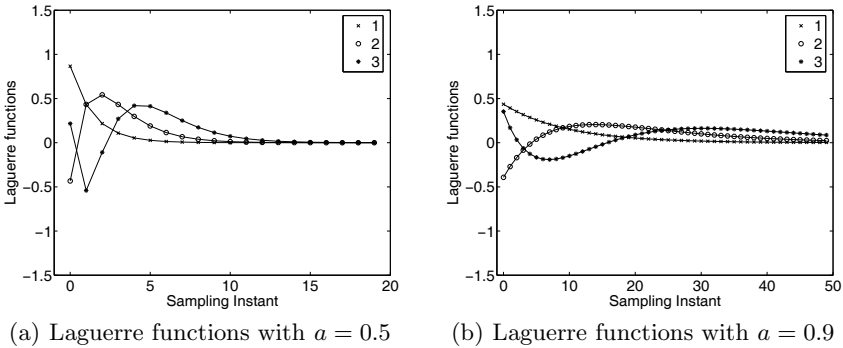 1.5
1
0.5
0
−0.5
−1
−1.5
Laguerre functions
1
2
3
0 5 10 15 20
Sampling Instant
(a) Laguerre functions with a = 0.5
1.5
1
0.5
0
−0.5
−1
−1.5
Laguerre functions
1
2
3
0 10 20 30 40 50
Sampling Instant
(b) Laguerre functions with a = 0.9